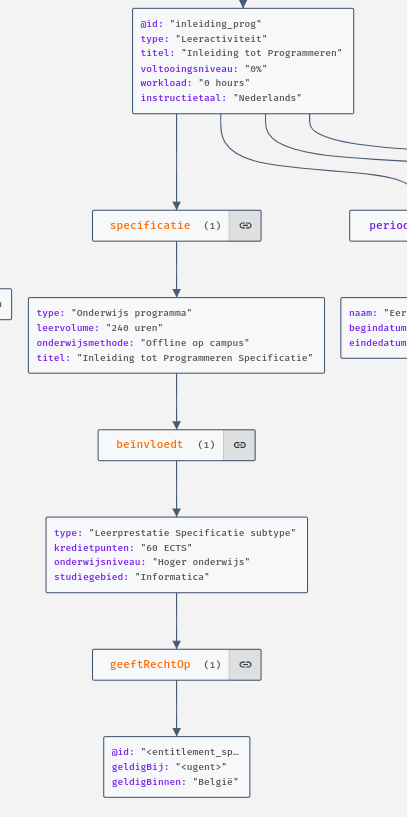 @id: "inleiding_prog"
type: "Leeractiviteit"
titel: "Inleiding tot Programmeren"
voltooingsniveau: "0%"
workload: "0 hours"
instructietaal: "Nederlands"
specificatie (1)
type: "Onderwijs programma"
leervolume: "240 uren"
onderwijsmethode: "Offline op campus"
titel: "Inleiding tot Programmeren Specificatie"
naam: "Eer
begindatum
eindedatum
beïnvloedt (1)
type: "Leerprestatie Specificatie subtype"
kredietpunten: "60 ECTS"
onderwijsniveau: "Hoger onderwijs"
studiegebied: "Informatica"
geeftRechtOp (1)
@id: "<entitlement_sp…
geldigBij: "<ugent>"
geldigBinnen: "België"